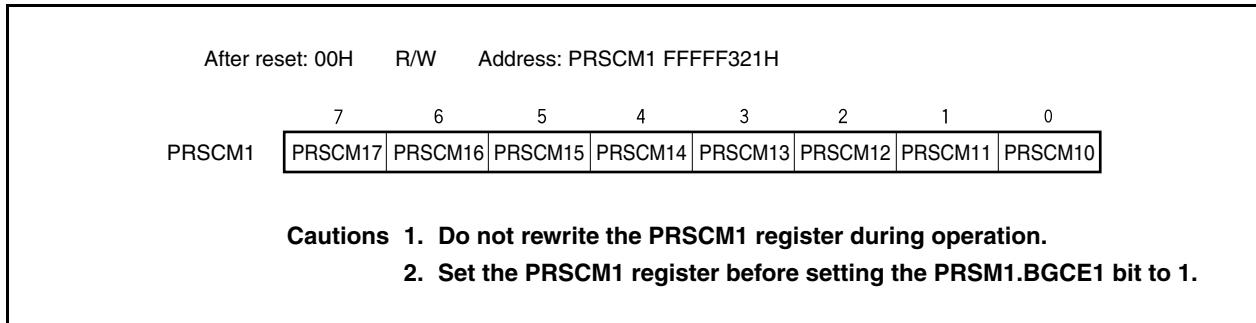 After reset: 00H R/W Address: PRSCM1 FFFFF321H
7 6 5 4 3 2 1 0
PRSCM1 PRSCM17 PRSCM16 PRSCM15 PRSCM14 PRSCM13 PRSCM12 PRSCM11 PRSCM10
Cautions 1. Do not rewrite the PRSCM1 register during operation.
2. Set the PRSCM1 register before setting the PRSM1.BGCE1 bit to 1.